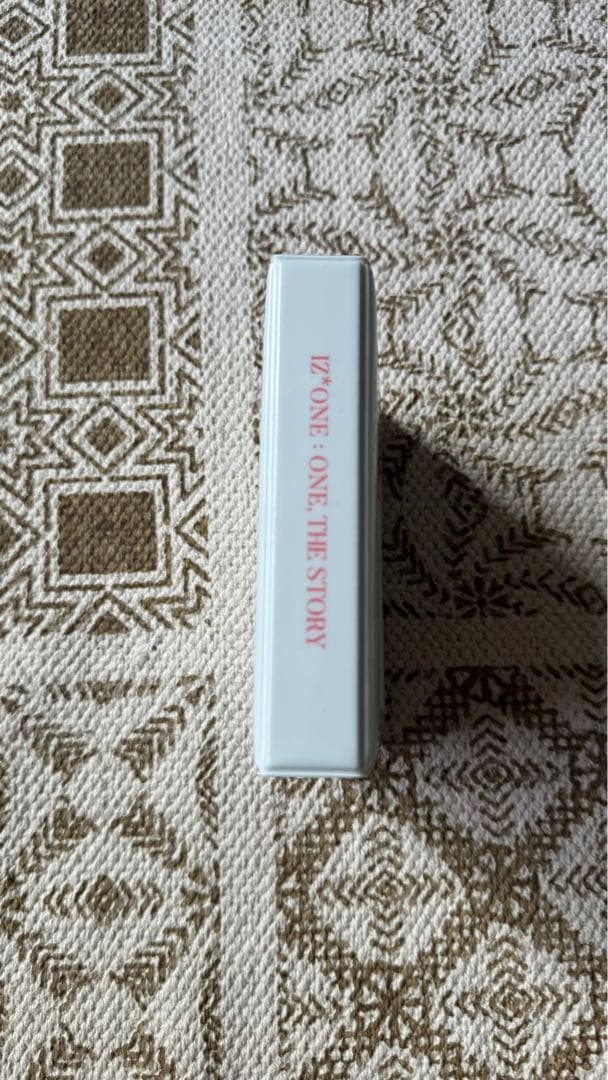 IZ*ONE : ONE, THE STORY